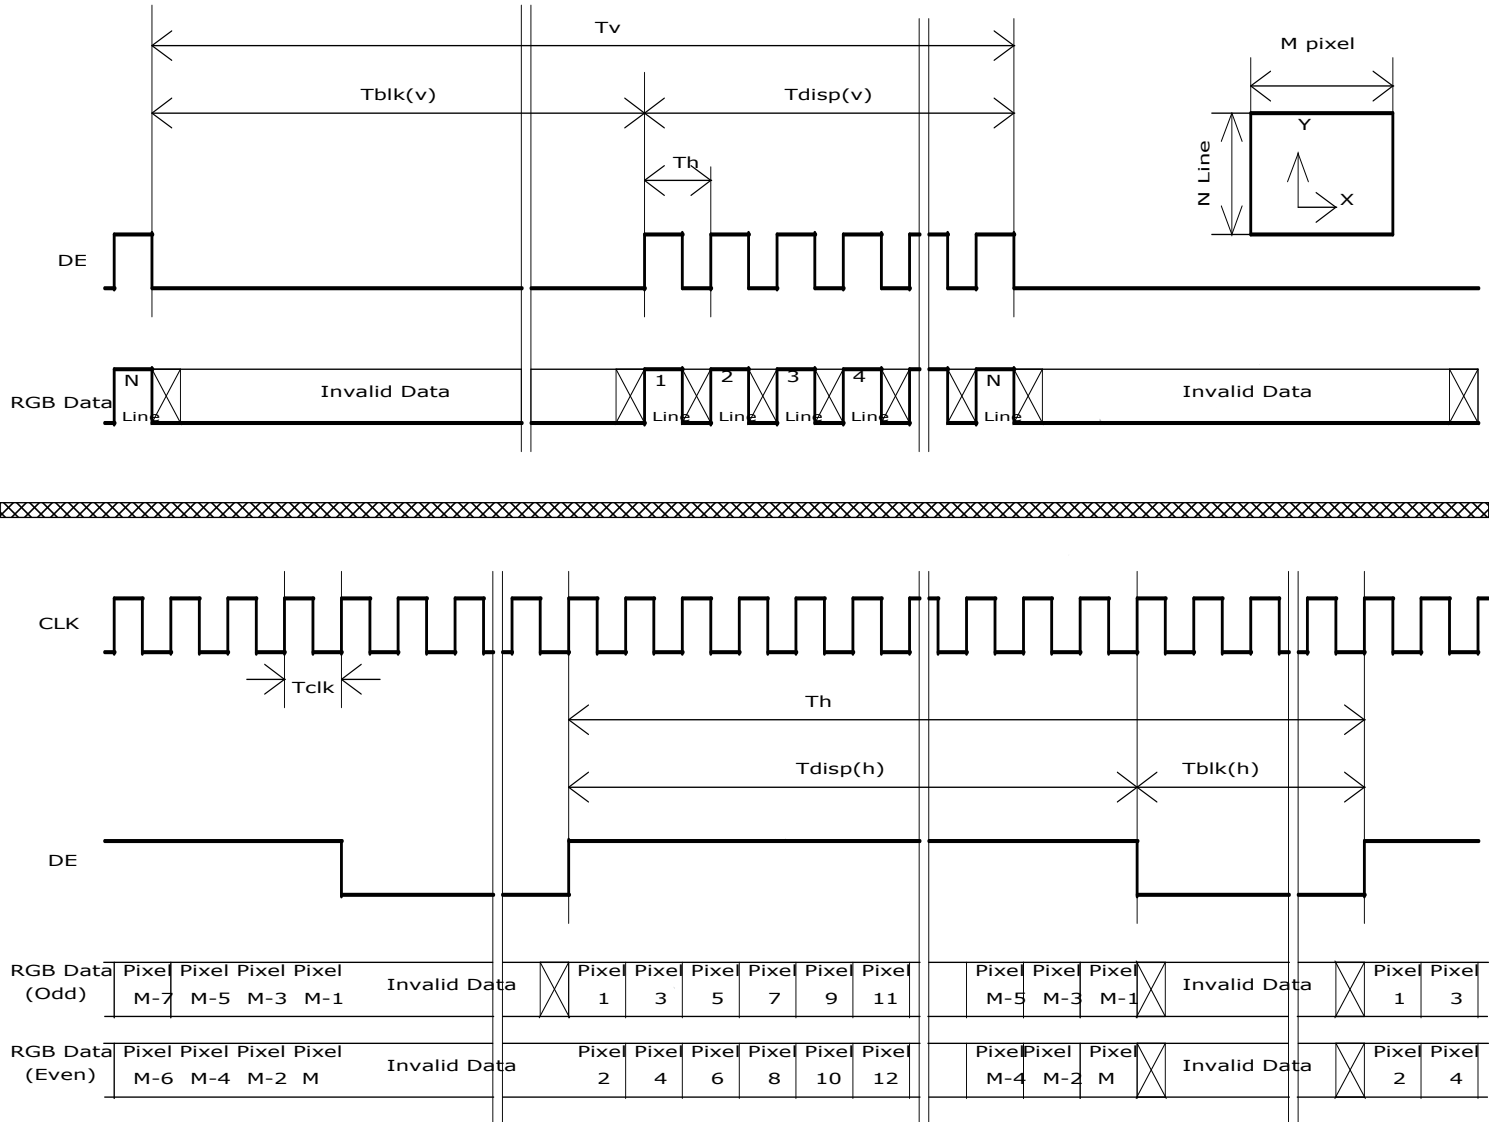 Tv
M pixel
Tblk(v)
Tdisp(v)
Y
Th
N Line
X
DE
N
1
2
3
4
N
Invalid Data
Invalid Data
RGB Data
Line
Line
Line
Line
Line
Line
CLK
Tclk
Th
Tdisp(h)
Tblk(h)
DE
RGB Data Pixel Pixel Pixel Pixel Invalid Data Pixel Pixel Pixel Pixel Pixel Pixel Pixel Pixel Pixel Invalid Data Pixel Pixel
(Odd) M-7 M-5 M-3 M-1 1 3 5 7 9 11 M-5 M-3 M-1 1 3
RGB Data Pixel Pixel Pixel Pixel Invalid Data Pixel Pixel Pixel Pixel Pixel Pixel Pixel Pixel Pixel Invalid Data Pixel Pixel
(Even) M-6 M-4 M-2 M 2 4 6 8 10 12 M-4 M-2 M 2 4